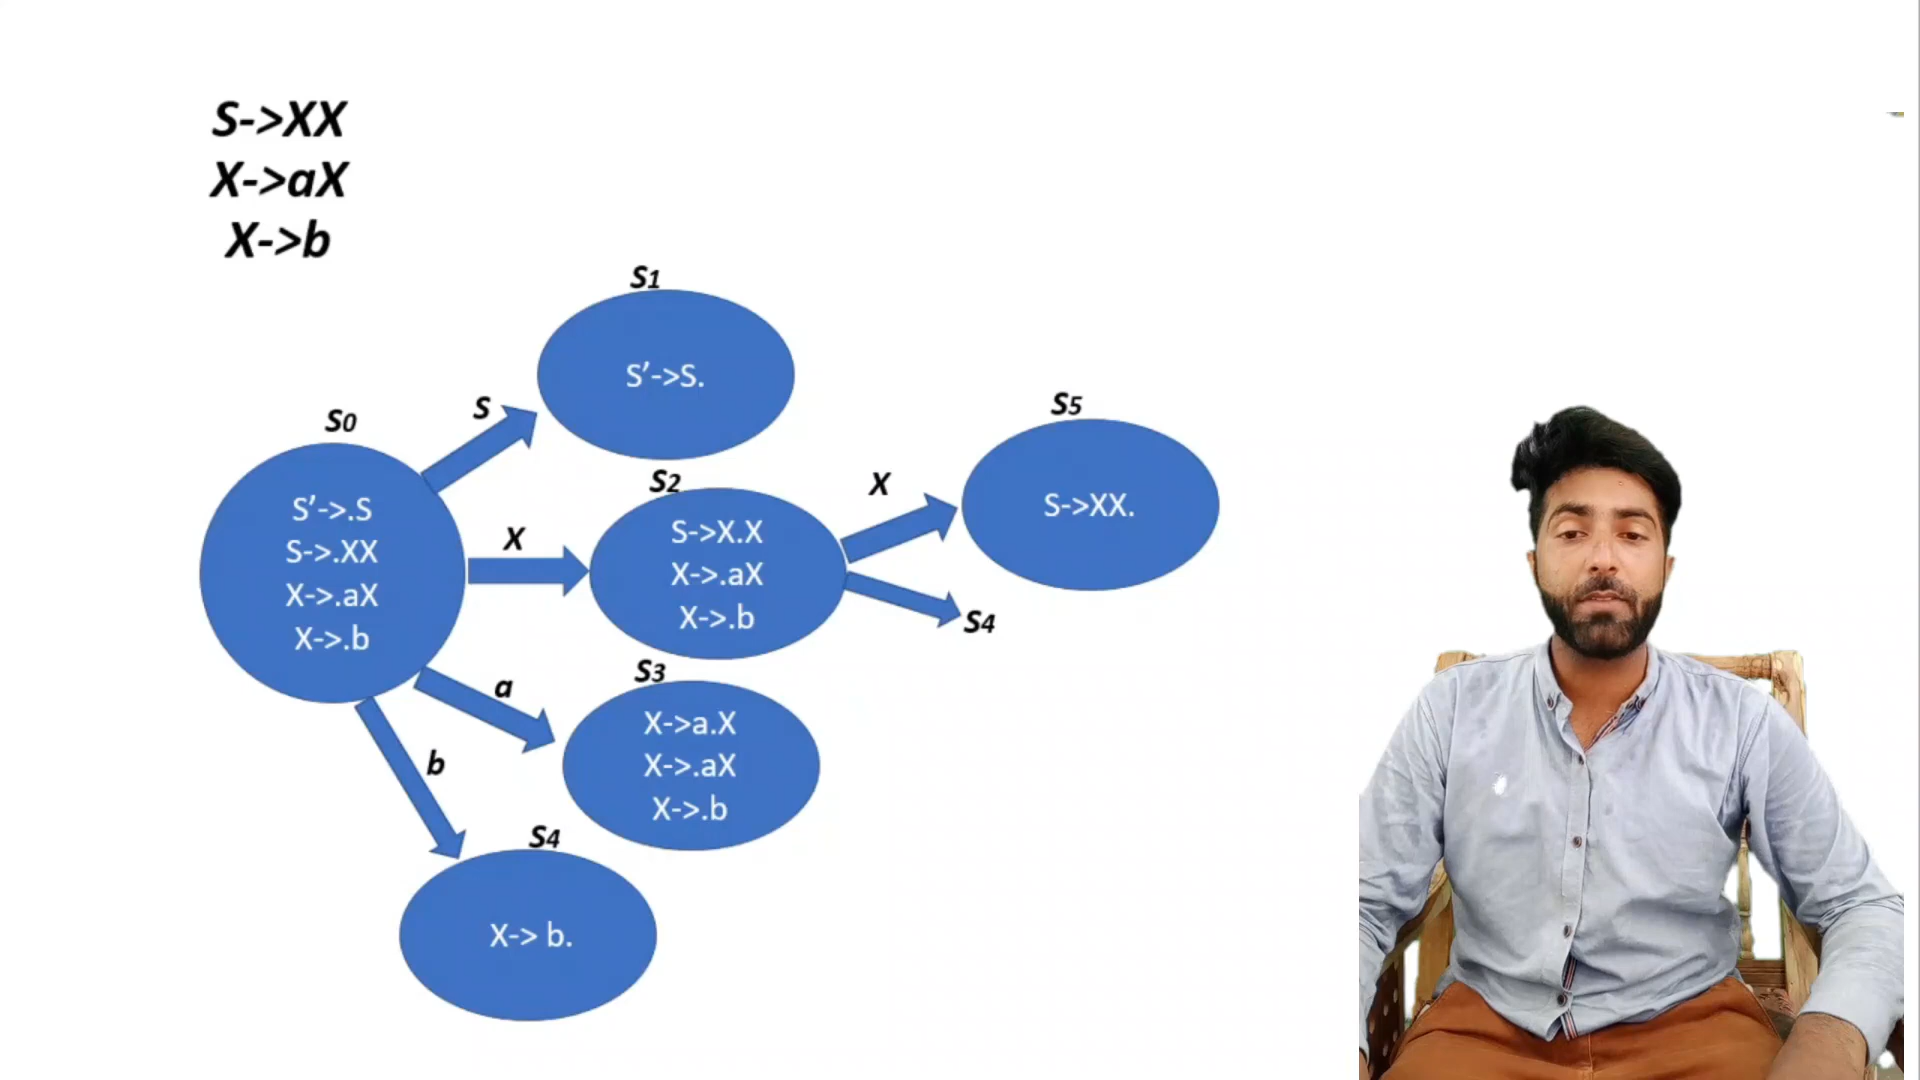 S->XX
X->aX
X->b
S1
S'->S.
S
S0
S'->.S
S->.XX
X->.aX
X->.b
X
S2
S->X.X
X->.aX
X->.b
X
S5
S->XX.
S4
a
S3
X->a.X
X->.aX
X->.b
b
S4
X-> b.